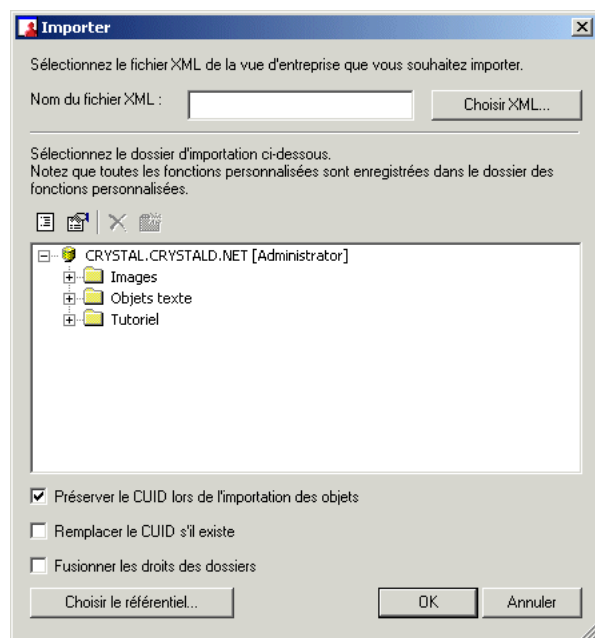 Importer
Sélectionnez le fichier XML de la vue d'entreprise que vous souhaitez importer.
Nom du fichier XML :
Choisir XML...
Sélectionnez le dossier d'importation ci-dessous.
Notez que toutes les fonctions personnalisées sont enregistrées dans le dossier des
fonctions personnalisées.
CRYSTAL.CRYSTALD.NET [Administrator]
Images
Objets texte
Tutoriel
Préserver le CUID lors de l'importation des objets
Remplacer le CUID s'il existe
Fusionner les droits des dossiers
Choisir le référentiel...
OK
Annuler